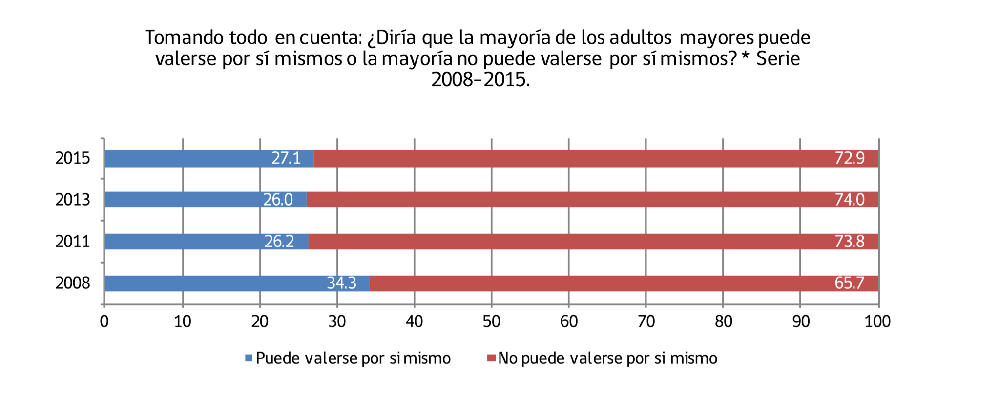 Tomando todo en cuenta: ¿Diría que la mayoría de los adultos mayores puede
valerse por sí mismos o la mayoría no puede valerse por sí mismos? * Serie
2008-2015.
2015 27.1 72.9
2013 26.0 74.0
2011 26.2 73.8
2008 34.3 65.7
0 10 20 30 40 50 60 70 80 90 100
Puede valerse por si mismo No puede valerse por si mismo